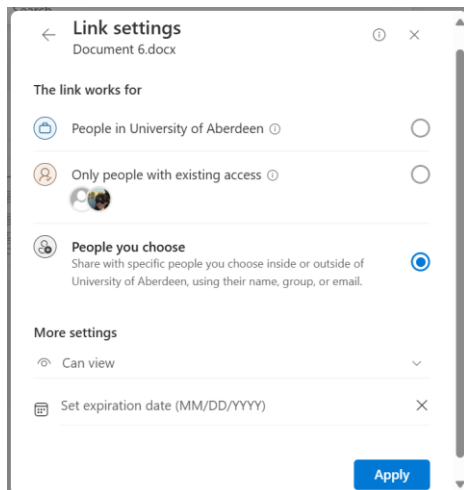 Search
Link settings
Document 6.docx
The link works for
People in University of Aberdeen
Only people with existing access
People you choose
Share with specific people you choose inside or outside of
University of Aberdeen, using their name, group, or email.
More settings
Can view
Set expiration date (MM/DD/YYYY)
Apply